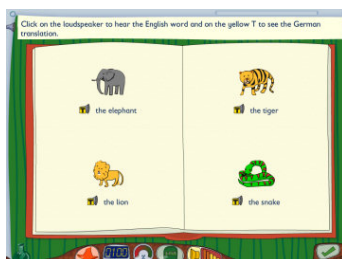 Click on the loudspeaker to hear the English word and on the yellow T to see the German
translation.
T the elephant
T the tiger
T the lion
T the snake